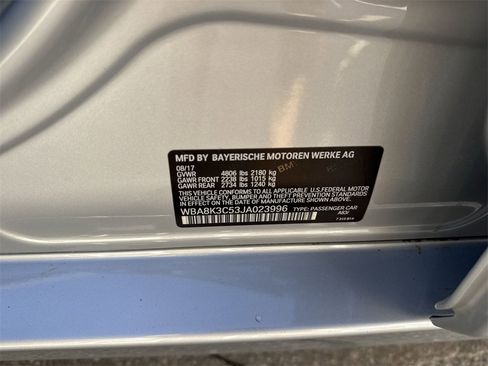 MFD BY BAYERISCHE MOTOREN WERKE AG
08/17
GVWR 4806 lbs 2180 kg
GAWR FRONT 2238 lbs 1015 kg
GAWR REAR 2734 lbs 1240 kg
THIS VEHICLE CONFORMS TO ALL APPLICABLE U.S. FEDERAL MOTOR
VEHICLE SAFETY, BUMPER AND THEFT PREVENTION STANDARDS
IN EFFECT ON THE DATE OF MANUFACTURE SHOWN ABOVE.
WBA8K3C53JA023996 TYPE: PASSENGER CAR